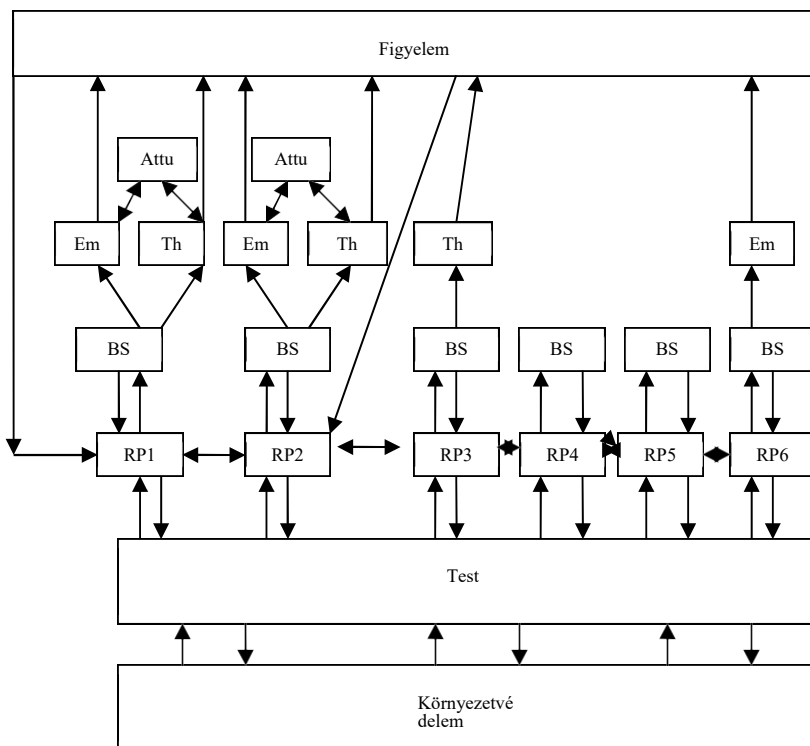 Figyelem
Attu Attu
Em Th Em Th Th Em
BS BS BS BS BS BS
RP1 RP2 RP3 RP4 RP5 RP6
Test
Környezetvé
delem